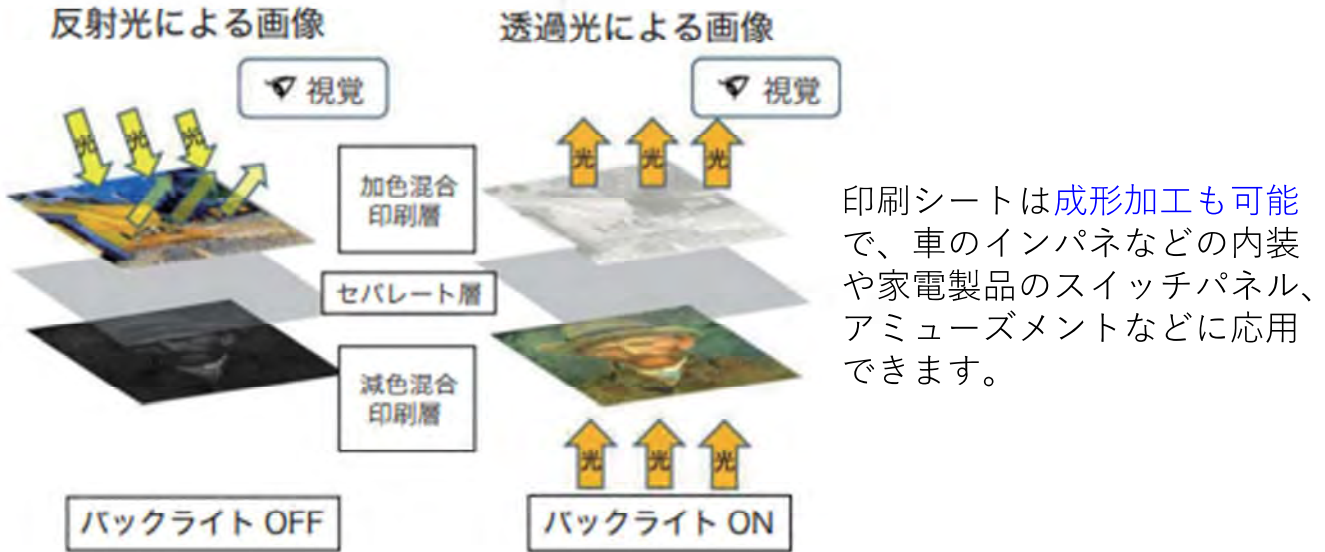 反射光による画像
視覚
光
光
光
透過光による画像
視覚
光
光
光
加色混合
印刷層
セパレート層
減色混合
印刷層
光
光
光
バックライト OFF
バックライト ON
印刷シートは成形加工も可能
で、車のインパネなどの内装
や家電製品のスイッチパネル、
アミューズメントなどに応用
できます。